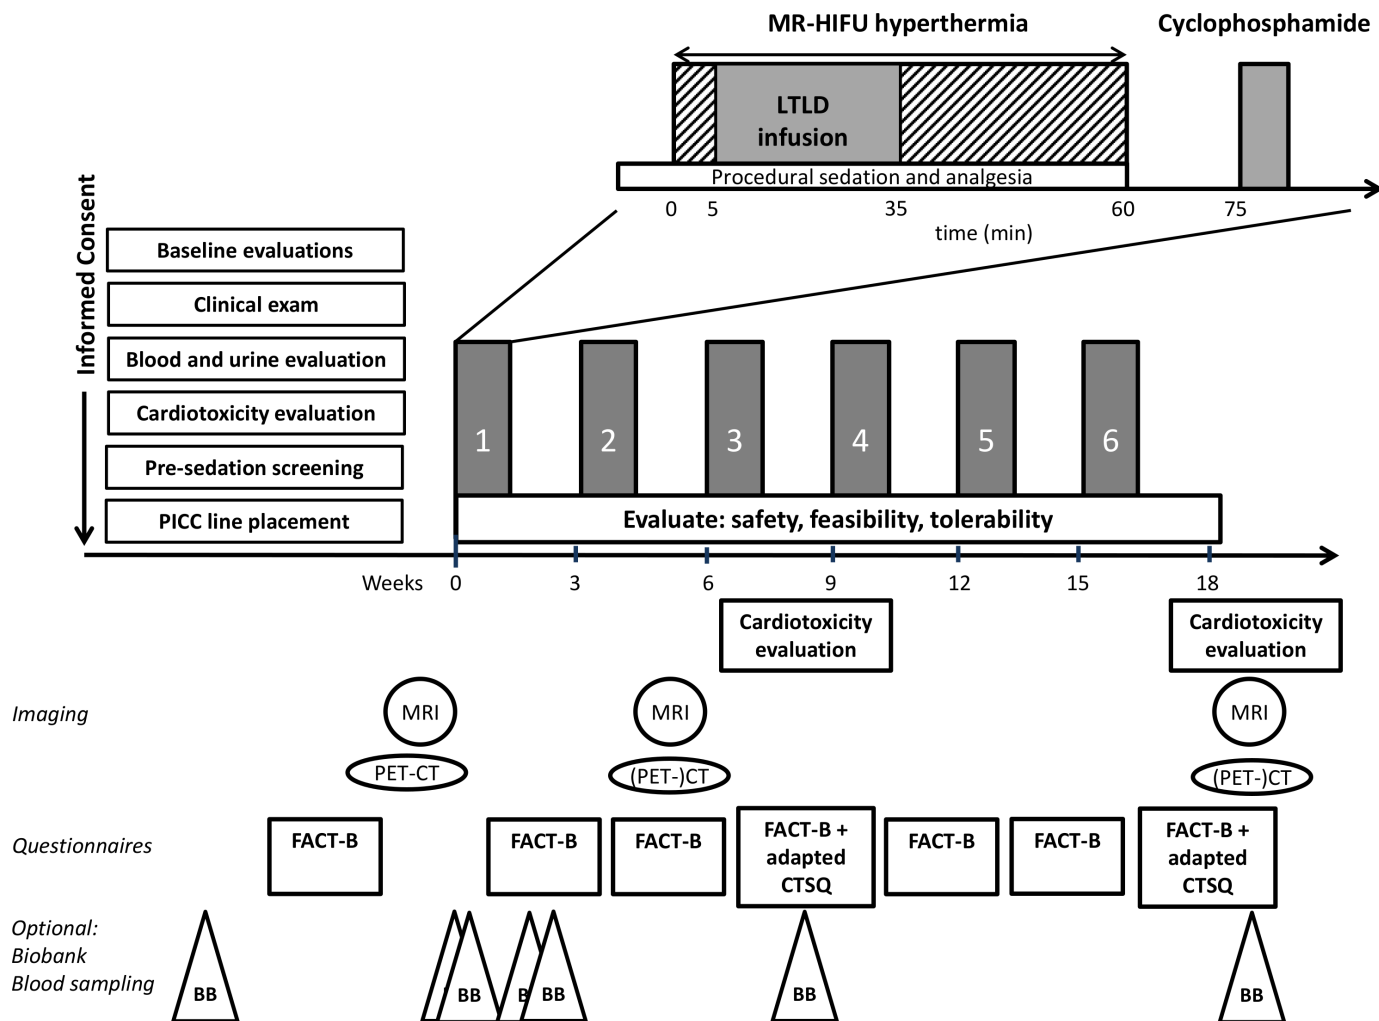 MR-HIFU hyperthermia
Cyclophosphamide
LTLD
infusion
Procedural sedation and analgesia
0 5 35 60 75
time (min)
Informed Consent
Baseline evaluations
Clinical exam
Blood and urine evaluation
Cardiotoxicity evaluation
Pre-sedation screening
PICC line placement
1 2 3 4 5 6
Evaluate: safety, feasibility, tolerability
Weeks 0 3 6 9 12 15 18
Cardiotoxicity
evaluation
Cardiotoxicity
evaluation
Imaging
MRI MRI MRI
PET-CT (PET-)CT (PET-)CT
Questionnaires
FACT-B
FACT-B
FACT-B
FACT-B +
adapted
CTSQ
FACT-B
FACT-B
FACT-B +
adapted
CTSQ
Optional:
Biobank
Blood sampling
BB BB B BB BB BB